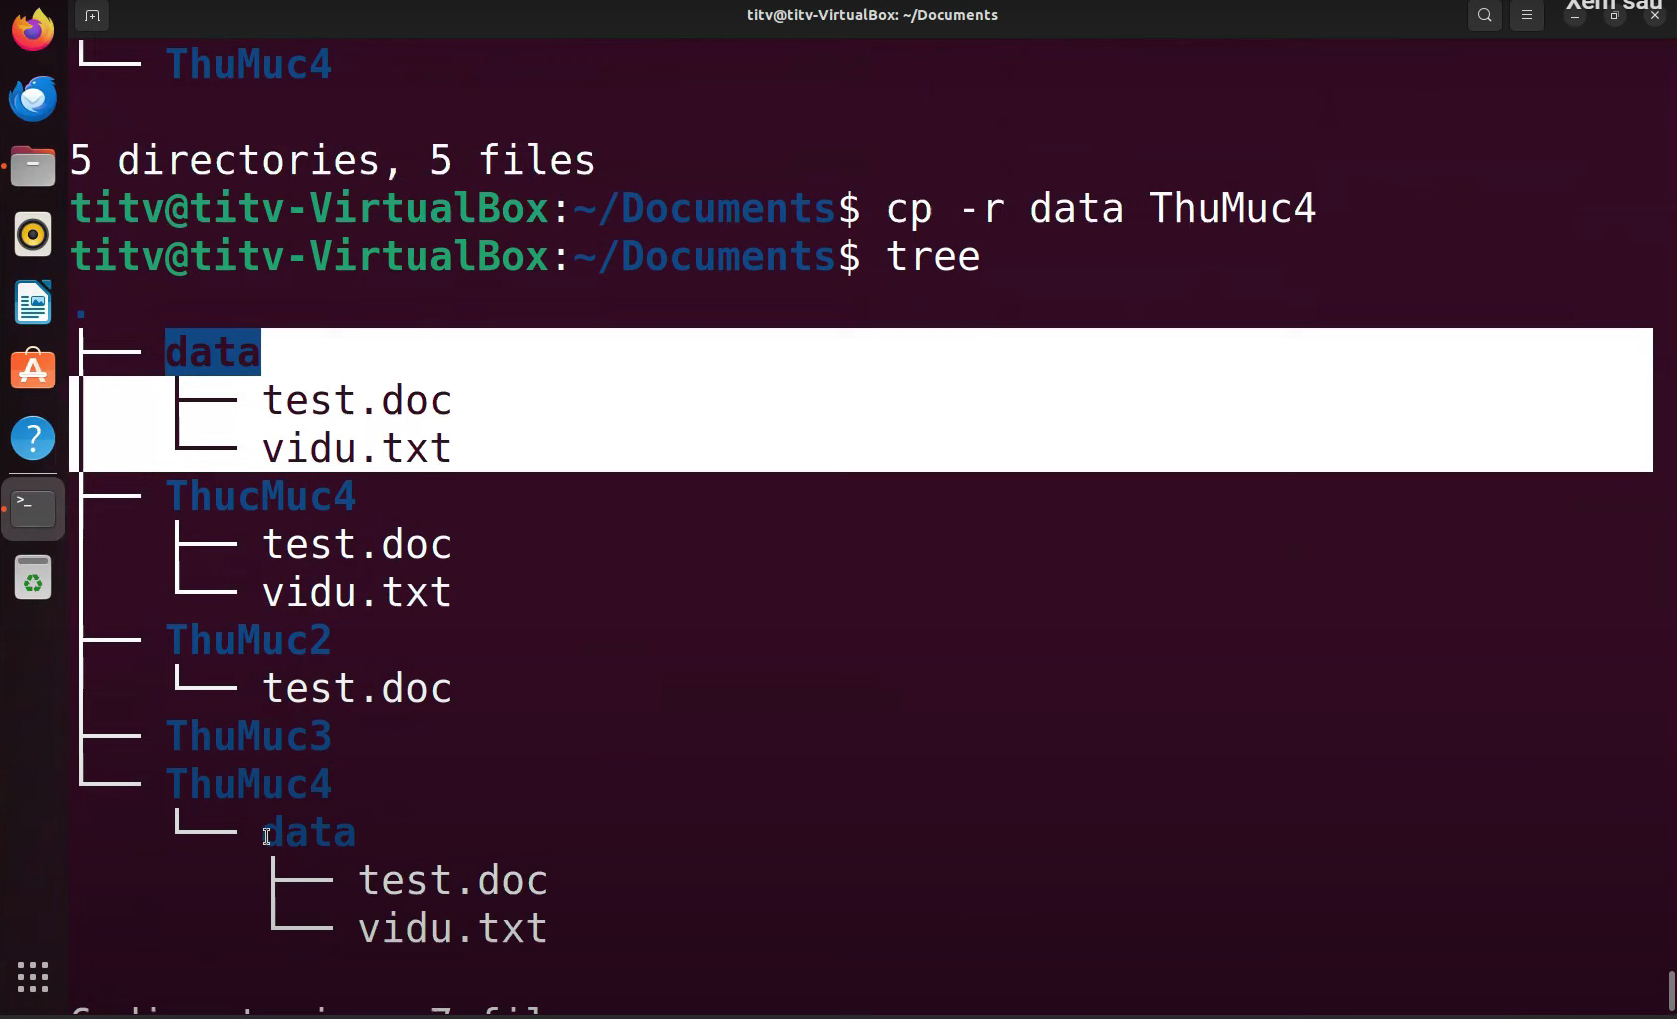 titv@titv-VirtualBox: ~/Documents
Xem sau
└── ThuMuc4
5 directories, 5 files
titv@titv-VirtualBox:~/Documents$ cp -r data ThuMuc4
titv@titv-VirtualBox:~/Documents$ tree
.
├── data
│   ├── test.doc
│   └── vidu.txt
├── ThucMuc4
│   ├── test.doc
│   └── vidu.txt
├── ThuMuc2
│   └── test.doc
├── ThuMuc3
└── ThuMuc4
    └── data
        ├── test.doc
        └── vidu.txt